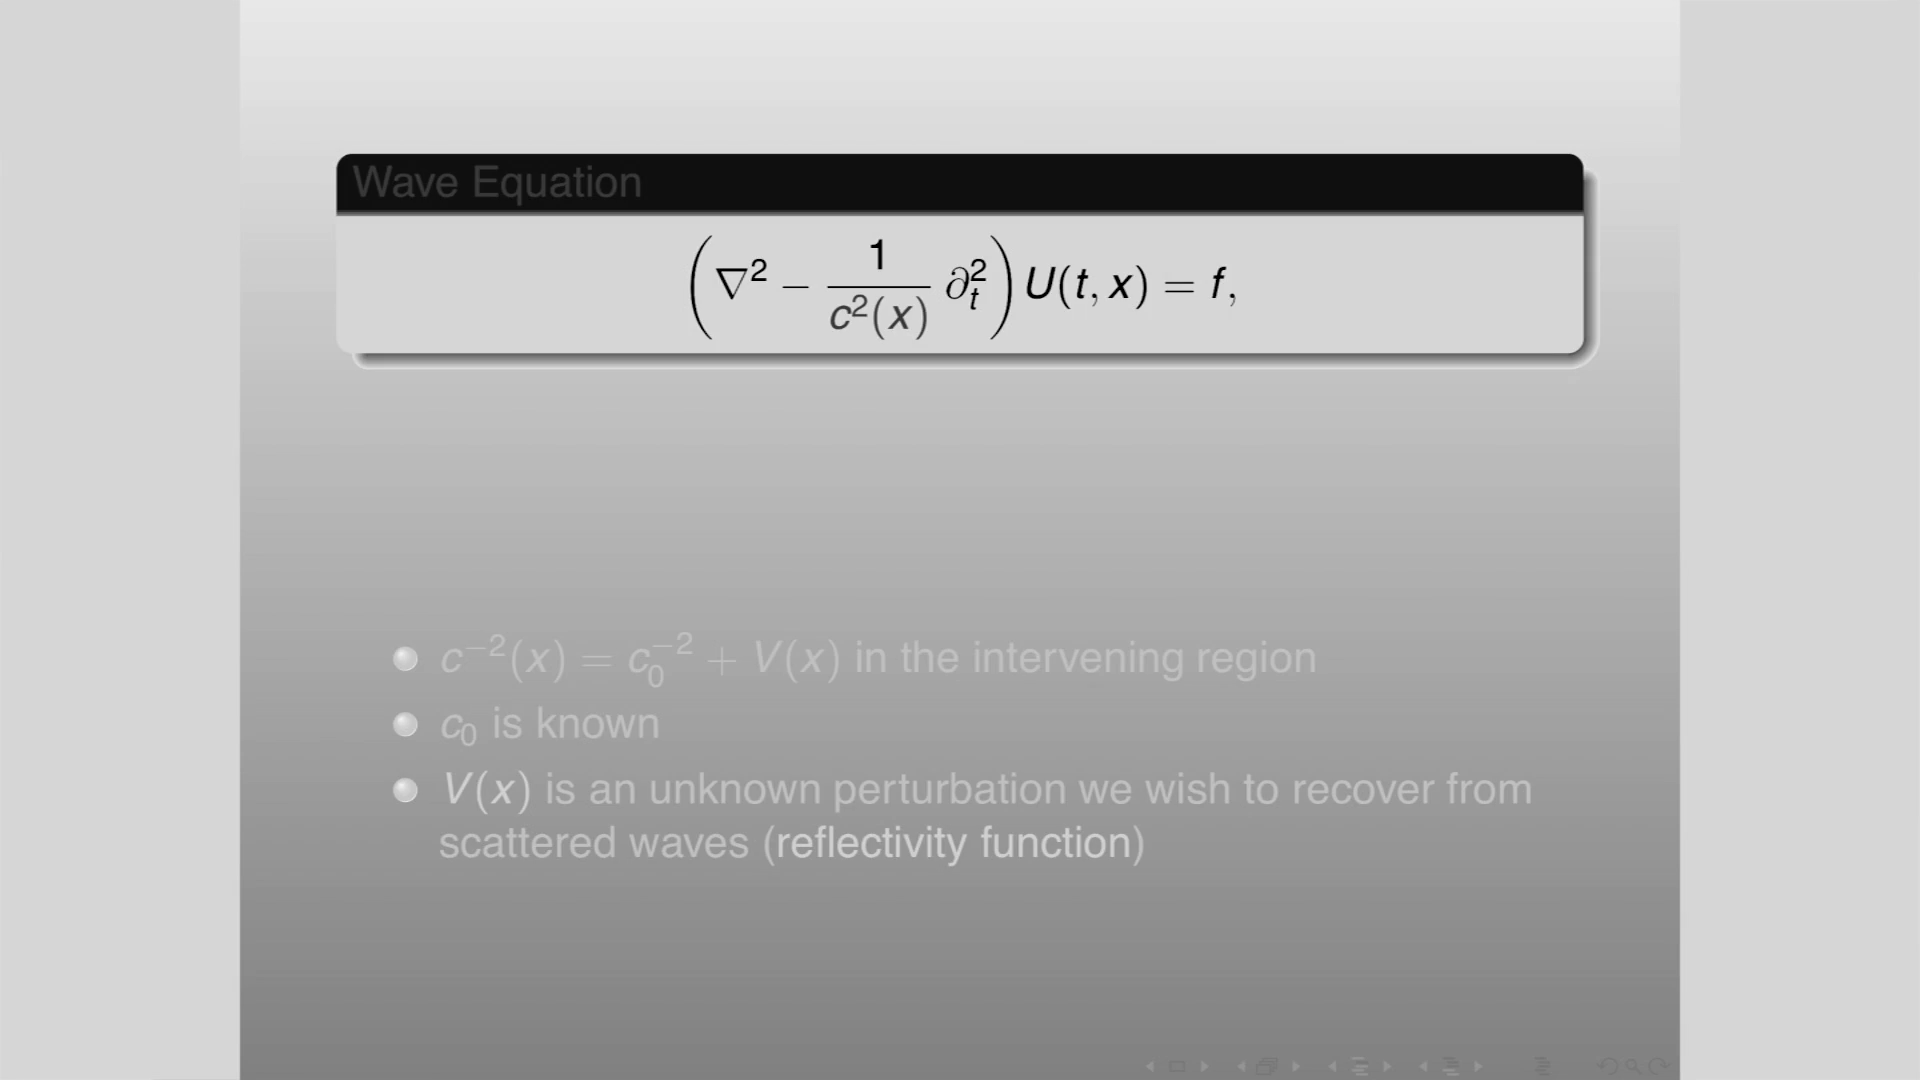 Wave Equation
(∇² − 1/c²(x) ∂ₜ²) U(t, x) = f,
c⁻²(x) = c₀⁻² + V(x) in the intervening region
c₀ is known
V(x) is an unknown perturbation we wish to recover from
scattered waves (reflectivity function)